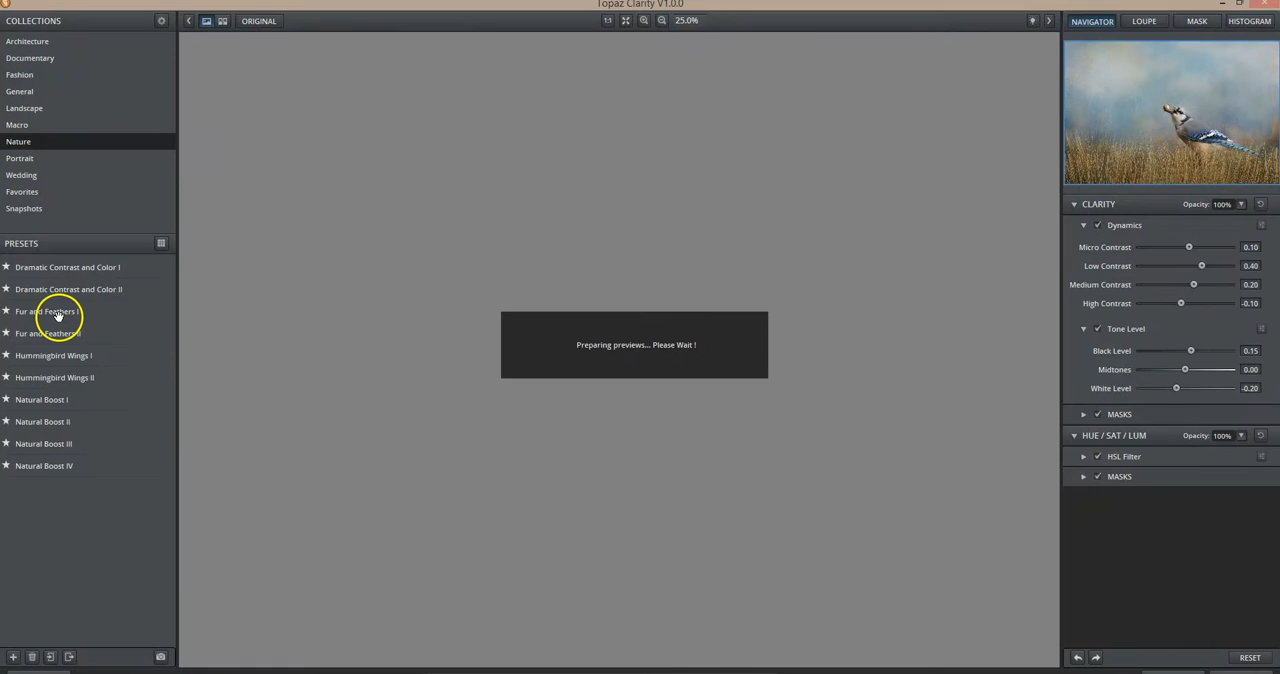 Topaz Clarity V1.0.0
COLLECTIONS
ORIGINAL
1:1
25.0%
NAVIGATOR
LOUPE
MASK
HISTOGRAM
Architecture
Documentary
Fashion
General
Landscape
Macro
Nature
Portrait
Wedding
Favorites
Snapshots
PRESETS
Dramatic Contrast and Color I
Dramatic Contrast and Color II
Fur and Feathers I
Fur and Feathers II
Hummingbird Wings I
Hummingbird Wings II
Natural Boost I
Natural Boost II
Natural Boost III
Natural Boost IV
Preparing previews... Please Wait !
CLARITY Opacity: 100%
Dynamics
Micro Contrast 0.10
Low Contrast 0.40
Medium Contrast 0.20
High Contrast -0.10
Tone Level
Black Level 0.15
Midtones 0.00
White Level -0.20
MASKS
HUE / SAT / LUM Opacity: 100%
HSL Filter
MASKS
RESET